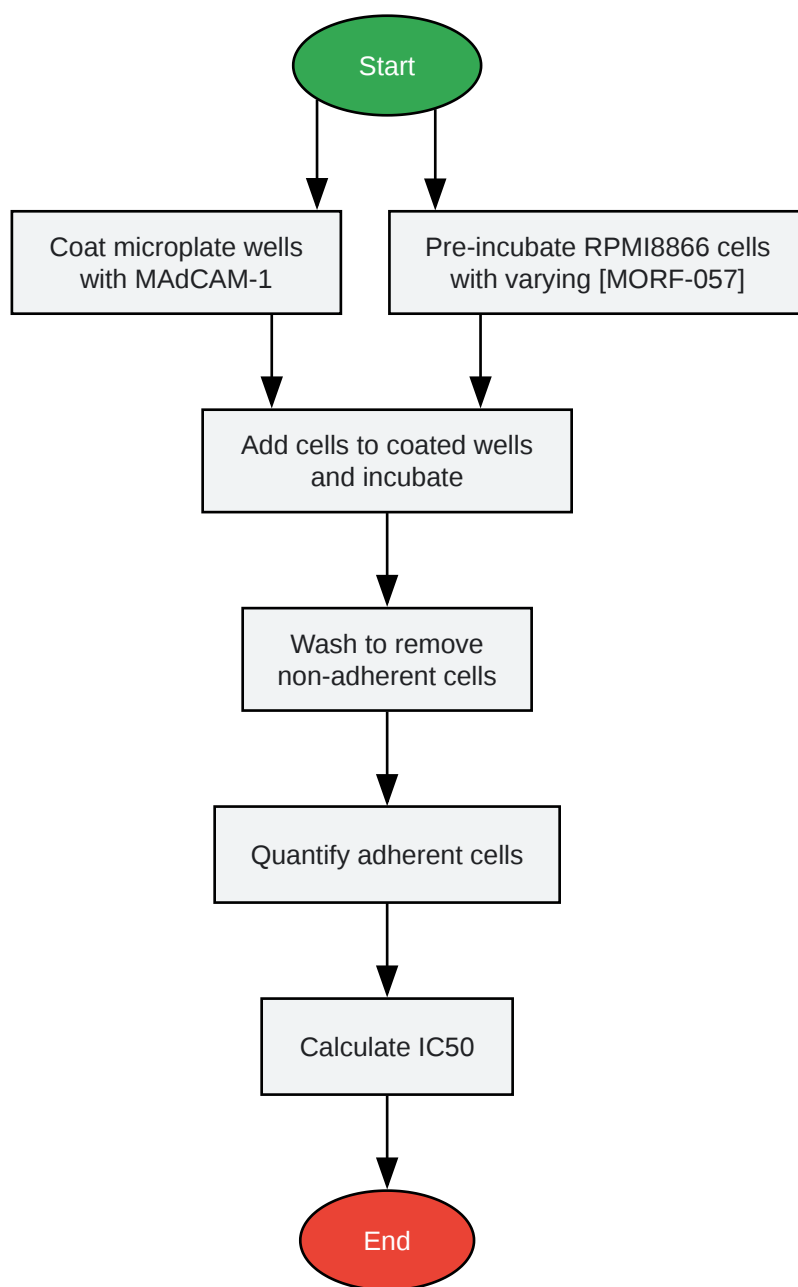 Start
Coat microplate wells
with MAdCAM-1
Pre-incubate RPMI8866 cells
with varying [MORF-057]
Add cells to coated wells
and incubate
Wash to remove
non-adherent cells
Quantify adherent cells
Calculate IC50
End